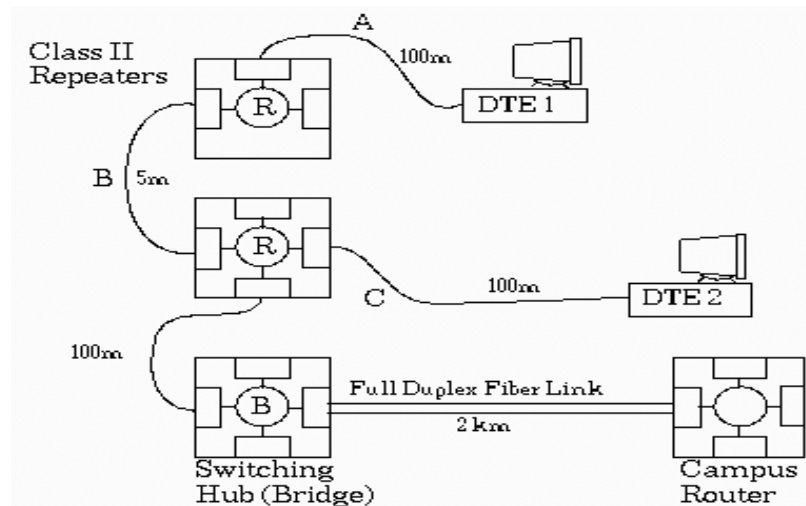 A
Class II
Repeaters
100m
R
DTE 1
B
5m
R
C
100m
DTE 2
100m
B
Full Duplex Fiber Link
2 km
Switching
Hub (Bridge)
Campus
Router